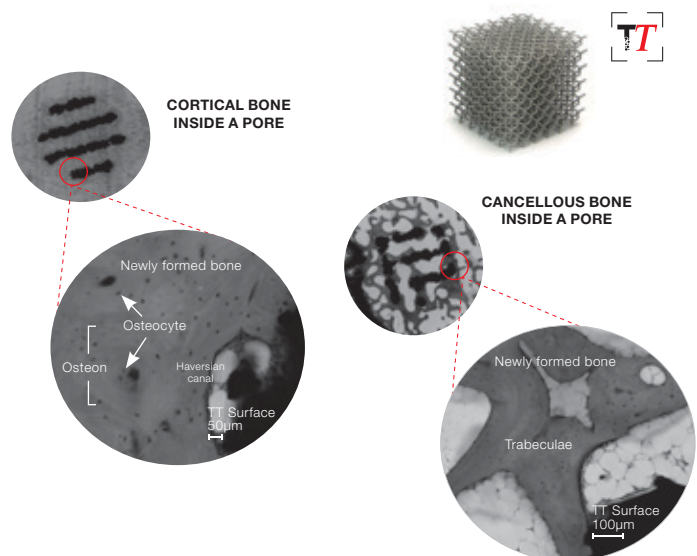 TT
CORTICAL BONE
INSIDE A PORE
CANCELLOUS BONE
INSIDE A PORE
Newly formed bone
Osteocyte
Osteon
Haversian
canal
TT Surface
50µm
Newly formed bone
Trabeculae
TT Surface
100µm